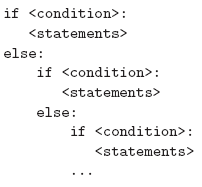 if <condition>:
   <statements>
else:
    if <condition>:
       <statements>
    else:
        if <condition>:
           <statements>
        ...